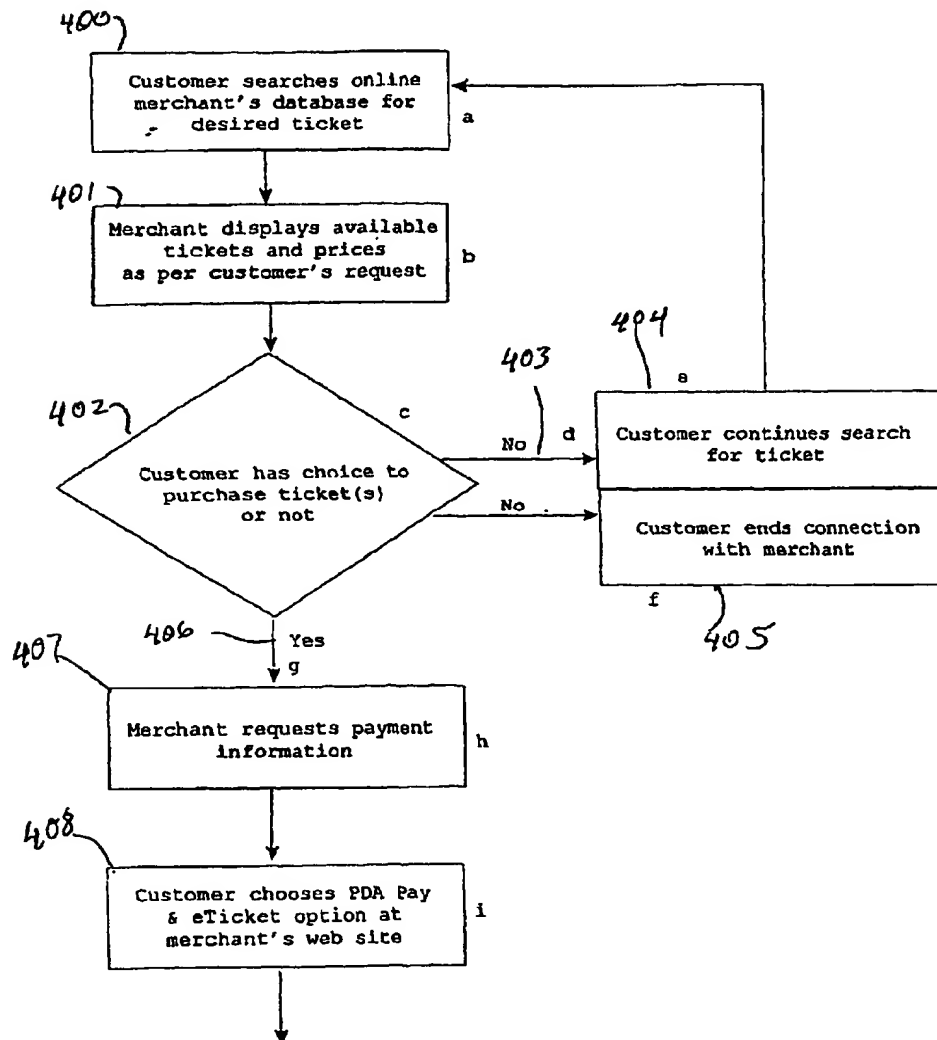 400
Customer searches online
merchant's database for
desired ticket
a
401
Merchant displays available
tickets and prices
as per customer's request
b
402
c
Customer has choice to
purchase ticket(s)
or not
403
No
d
404
e
Customer continues search
for ticket
No
Customer ends connection
with merchant
f
405
406
Yes
g
407
Merchant requests payment
information
h
408
Customer chooses PDA Pay
& eTicket option at
merchant's web site
i